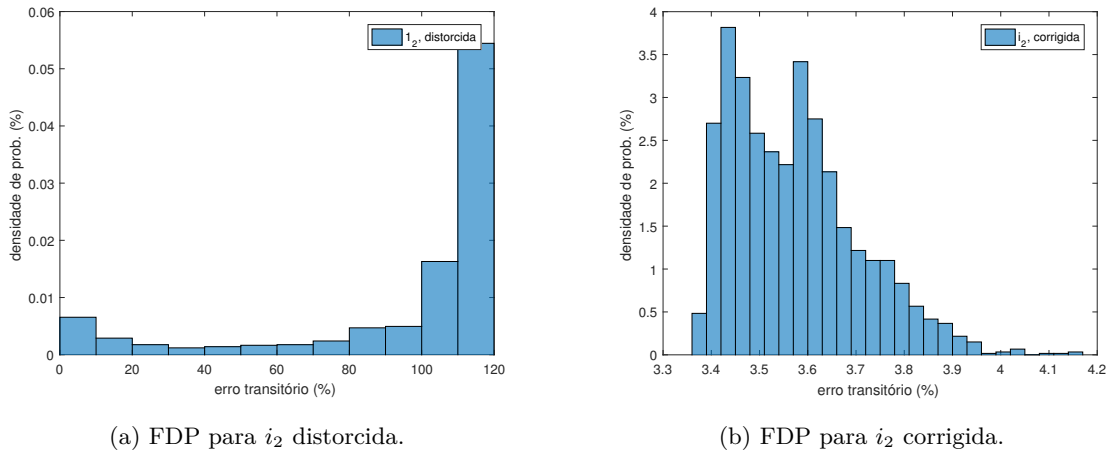 0.06
0.05
0.04
0.03
0.02
0.01
0
densidade de prob. (%)
1₂, distorcida
0 20 40 60 80 100 120
erro transitório (%)
(a) FDP para i₂ distorcida.
4
3.5
3
2.5
2
1.5
1
0.5
0
densidade de prob. (%)
i₂, corrigida
3.3 3.4 3.5 3.6 3.7 3.8 3.9 4 4.1 4.2
erro transitório (%)
(b) FDP para i₂ corrigida.